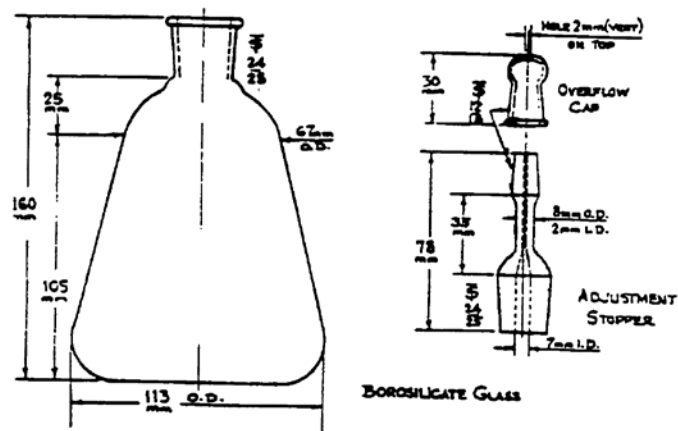 HOLE 2mm (VENT)
ON TOP
24
25
25
mm
30
mm
OVERFLOW
CAP
67mm
O.D.
160
mm
8mm O.D.
2mm I.D.
35
mm
78
mm
105
mm
24
25
ADJUSTMENT
STOPPER
7mm I.D.
BOROSILICATE GLASS
113 O.D.
mm